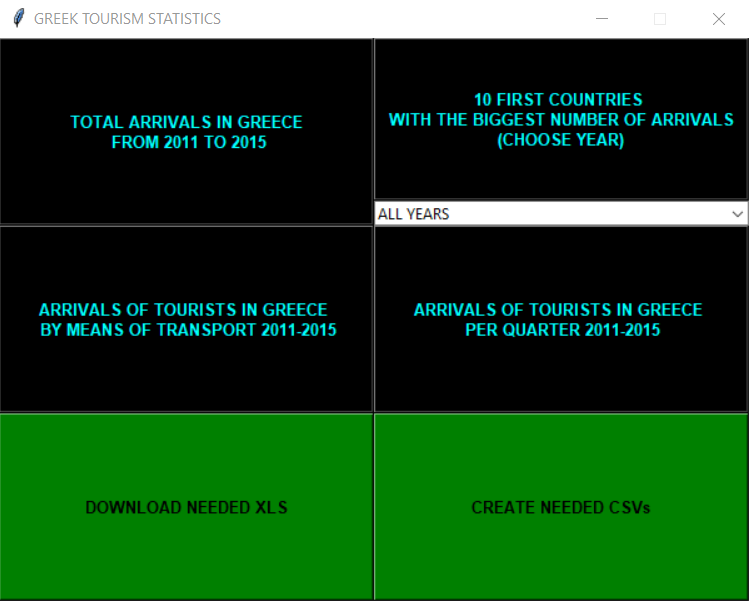 GREEK TOURISM STATISTICS
TOTAL ARRIVALS IN GREECE
FROM 2011 TO 2015
10 FIRST COUNTRIES
WITH THE BIGGEST NUMBER OF ARRIVALS
(CHOOSE YEAR)
ALL YEARS
ARRIVALS OF TOURISTS IN GREECE
BY MEANS OF TRANSPORT 2011-2015
ARRIVALS OF TOURISTS IN GREECE
PER QUARTER 2011-2015
DOWNLOAD NEEDED XLS
CREATE NEEDED CSVs